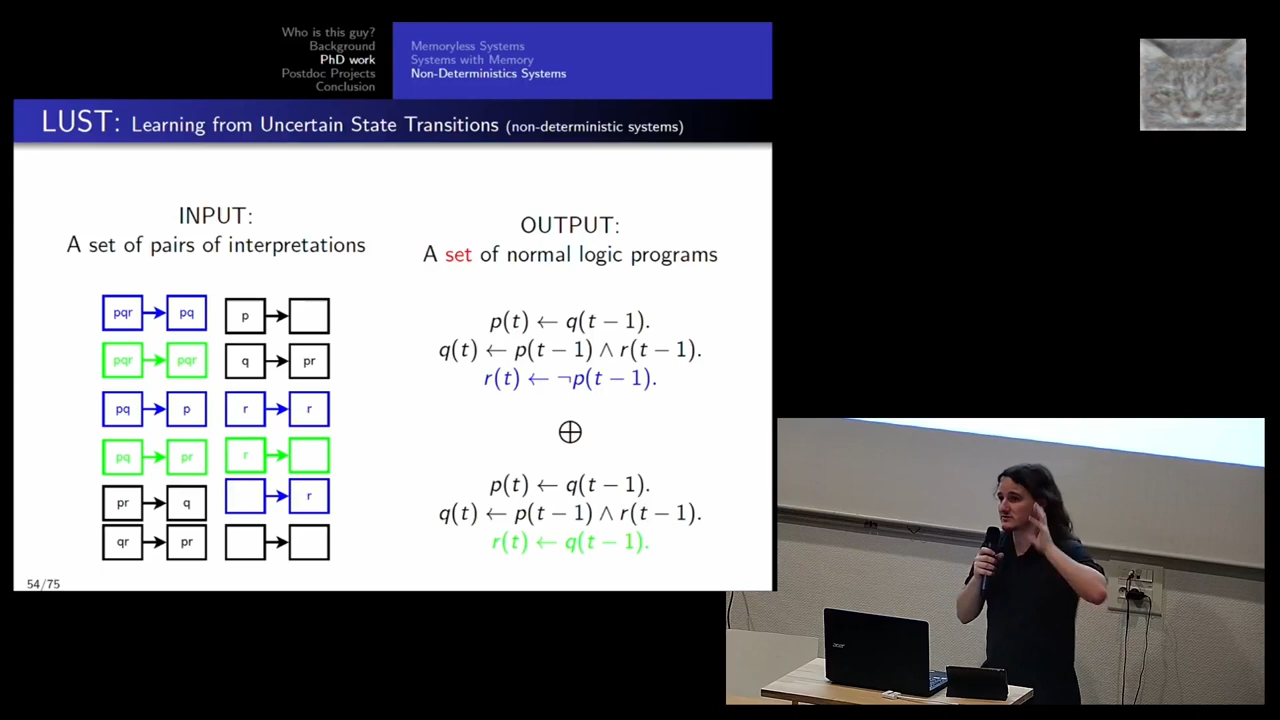 Who is this guy?
Background
PhD work
Postdoc Projects
Conclusion
Memoryless Systems
Systems with Memory
Non-Deterministics Systems
LUST: Learning from Uncertain State Transitions (non-deterministic systems)
INPUT:
A set of pairs of interpretations
pqr → pq
p →
pqr → pqr
q → pr
pq → p
r → r
pq → pr
r →
pr → q
→ r
qr → pr
→
OUTPUT:
A set of normal logic programs
p(t) ← q(t − 1).
q(t) ← p(t − 1) ∧ r(t − 1).
r(t) ← ¬p(t − 1).
⊕
p(t) ← q(t − 1).
q(t) ← p(t − 1) ∧ r(t − 1).
r(t) ← q(t − 1).
54/75
acer